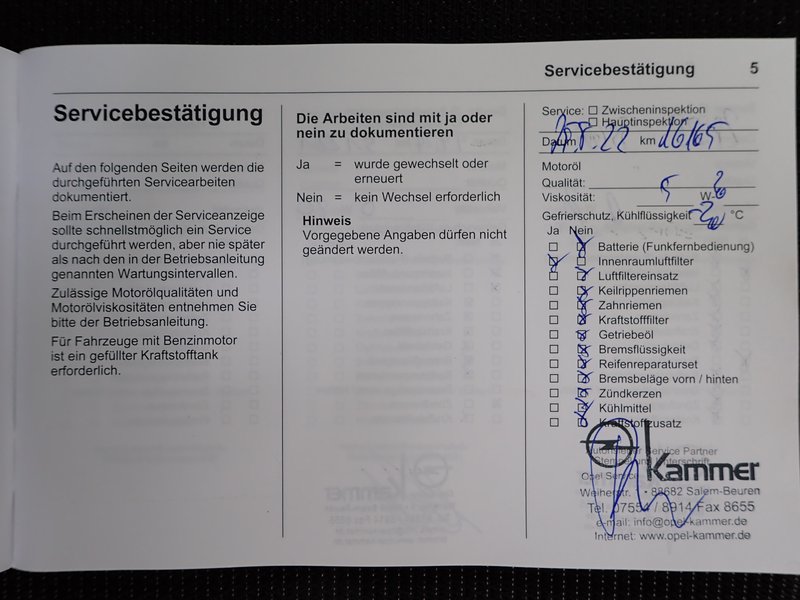 Servicebestätigung 5
Servicebestätigung
Auf den folgenden Seiten werden die
durchgeführten Servicearbeiten
dokumentiert.
Beim Erscheinen der Serviceanzeige
sollte schnellstmöglich ein Service
durchgeführt werden, aber nie später
als nach den in der Betriebsanleitung
genannten Wartungsintervallen.
Zulässige Motorölqualitäten und
Motorölviskositäten entnehmen Sie
bitte der Betriebsanleitung.
Für Fahrzeuge mit Benzinmotor
ist ein gefüllter Kraftstofftank
erforderlich.
Die Arbeiten sind mit ja oder
nein zu dokumentieren
Ja = wurde gewechselt oder
erneuert
Nein = kein Wechsel erforderlich
Hinweis
Vorgegebene Angaben dürfen nicht
geändert werden.
Service: Zwischeninspektion
Hauptinspektion
Datum km 16165
Motoröl
Qualität:
Viskosität: 5 W-
Gefrierschutz, Kühlflüssigkeit °C
Ja Nein
Batterie (Funkfernbedienung)
Innenraumluftfilter
Luftfiltereinsatz
Keilrippenriemen
Zahnriemen
Kraftstofffilter
Getriebeöl
Bremsflüssigkeit
Reifenreparaturset
Bremsbeläge vorn / hinten
Zündkerzen
Kühlmittel
Kraftstoffzusatz
Service Partner
Opel Service
Kammer
88682 Salem-Beuren
Tel. 07554 / 8914 Fax 8655
e-mail: info@opel-kammer.de
Internet: www.opel-kammer.de